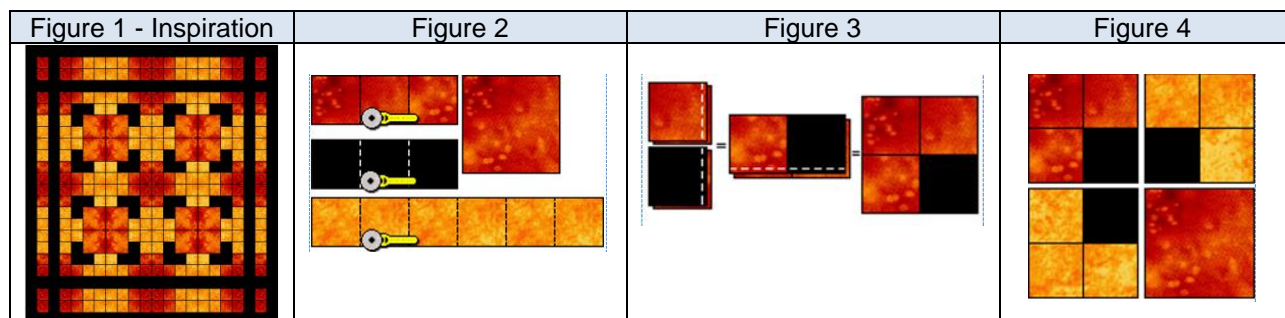 Figure 1 - Inspiration
Figure 2
Figure 3
Figure 4
=
=